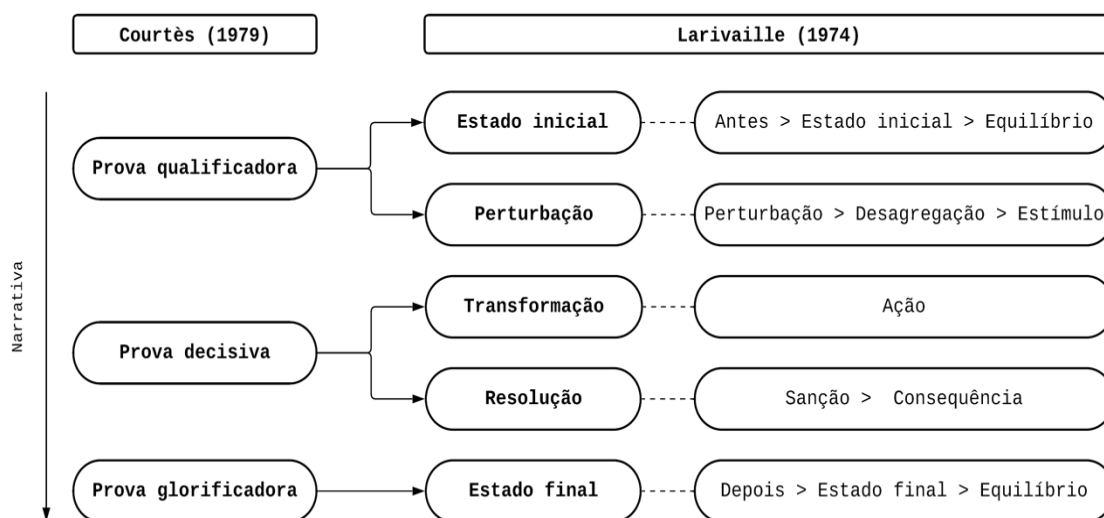 Courtès (1979)
Larivaille (1974)
Narrativa
Prova qualificadora
Estado inicial
Antes > Estado inicial > Equilíbrio
Perturbação
Perturbação > Desagregação > Estímulo
Prova decisiva
Transformação
Ação
Resolução
Sanção > Consequência
Prova glorificadora
Estado final
Depois > Estado final > Equilíbrio